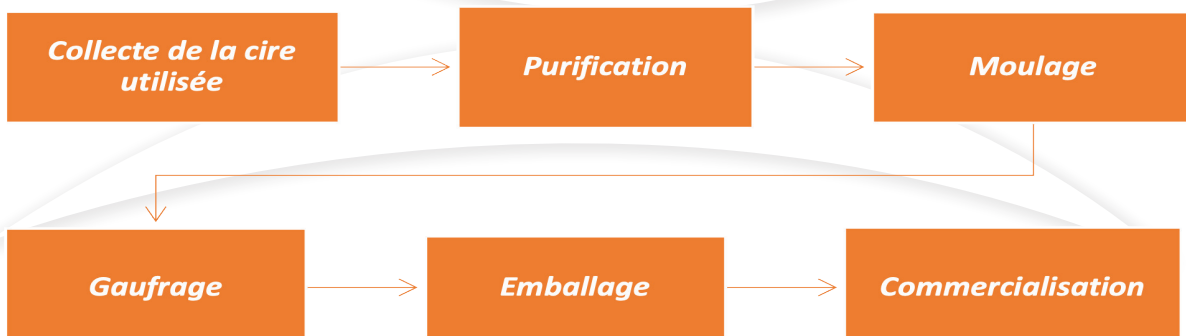 Collecte de la cire
utilisée
Purification
Moulage
Gaufrage
Emballage
Commercialisation